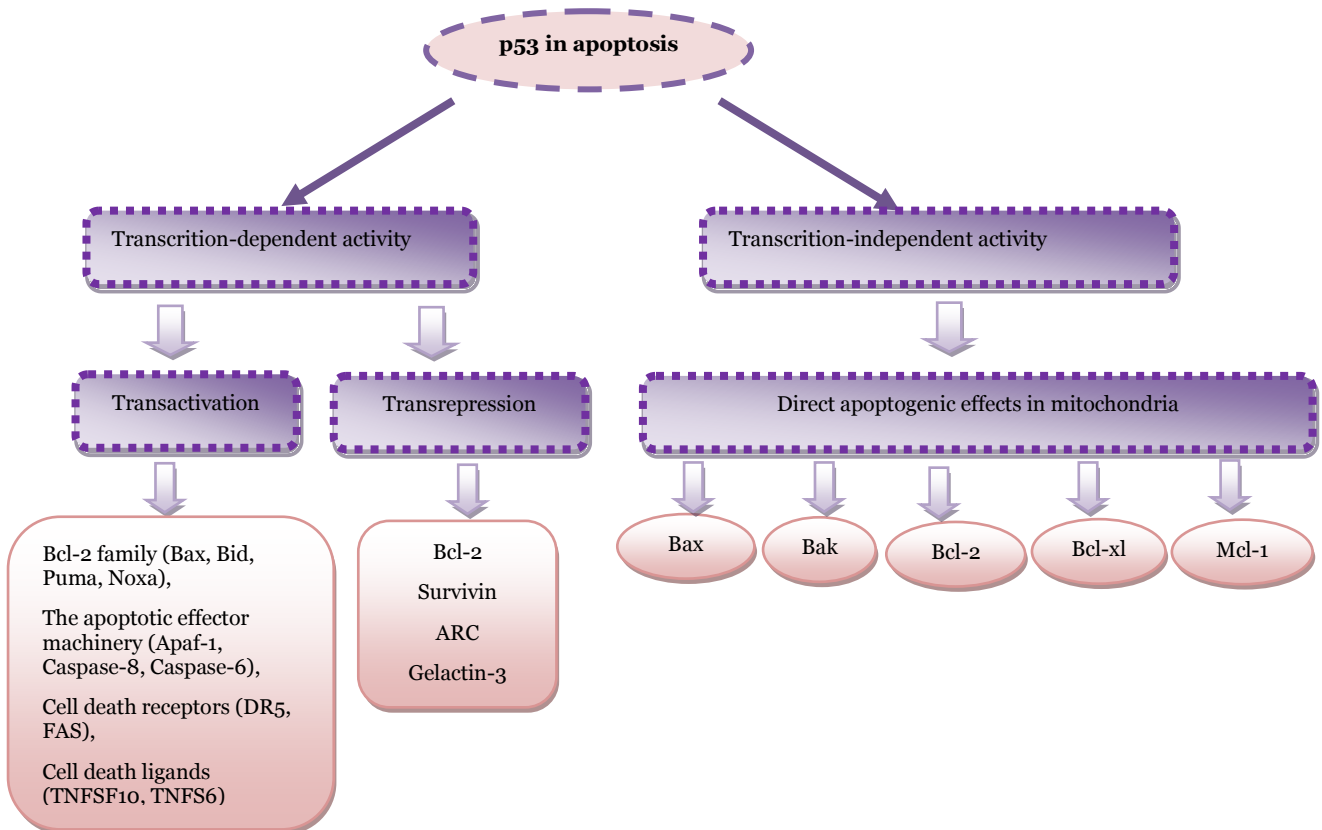 p53 in apoptosis
Transcrition-dependent activity
Transcrition-independent activity
Transactivation
Transrepression
Direct apoptogenic effects in mitochondria
Bcl-2 family (Bax, Bid,
Puma, Noxa),
The apoptotic effector
machinery (Apaf-1,
Caspase-8, Caspase-6),
Cell death receptors (DR5,
FAS),
Cell death ligands
(TNFSF10, TNFS6)
Bcl-2
Survivin
ARC
Gelactin-3
Bax
Bak
Bcl-2
Bcl-xl
Mcl-1